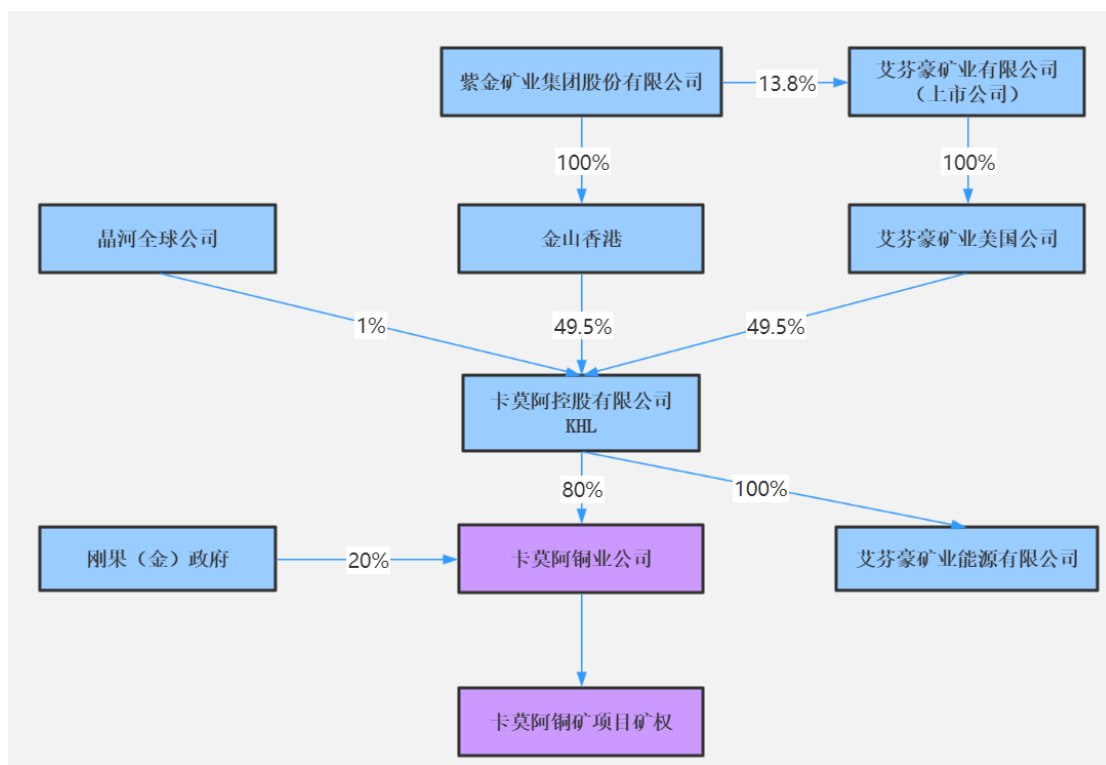 紫金矿业集团股份有限公司
13.8%
艾芬豪矿业有限公司
（上市公司）
100%
100%
晶河全球公司
金山香港
艾芬豪矿业美国公司
1%
49.5%
49.5%
卡莫阿控股有限公司
KHL
80%
100%
刚果（金）政府
20%
卡莫阿铜业公司
艾芬豪矿业能源有限公司
卡莫阿铜矿项目矿权